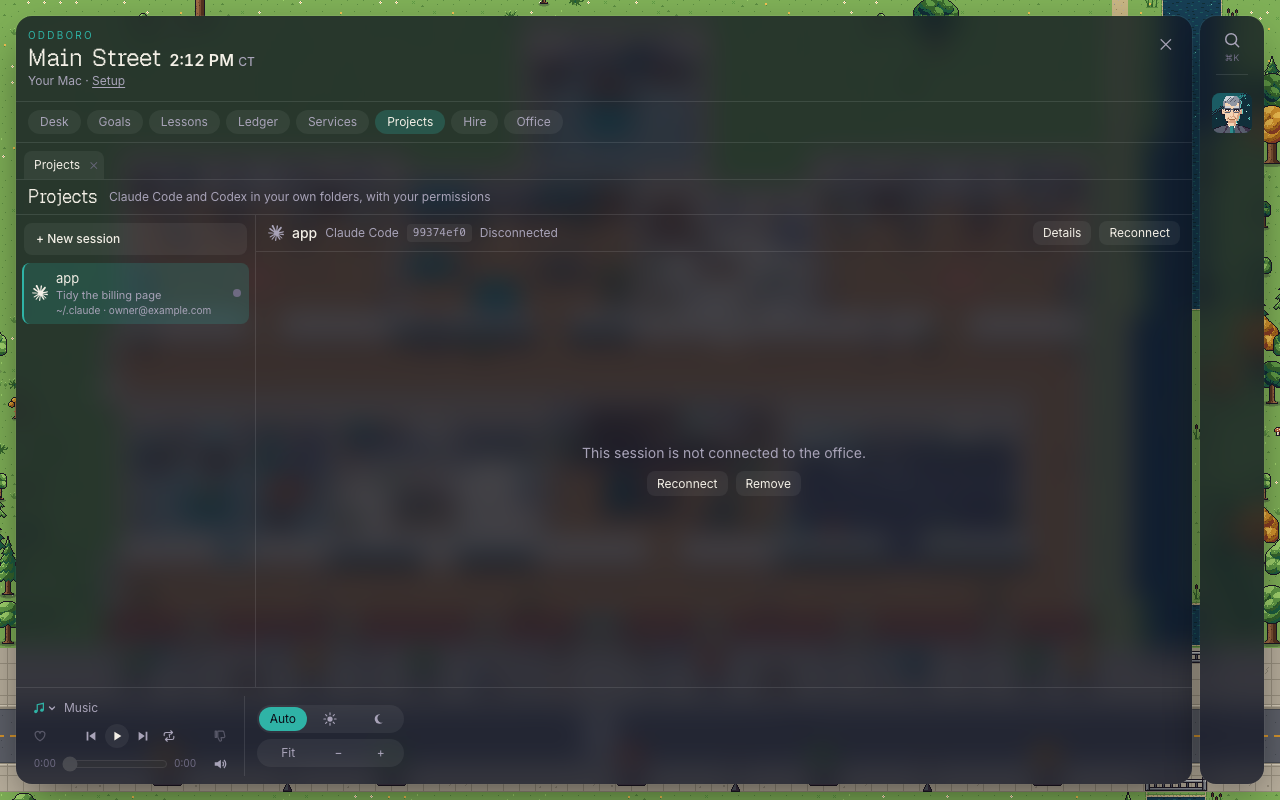 ODDBORO
Main Street 2:12 PM CT
Your Mac · Setup
⌘K
Desk Goals Lessons Ledger Services Projects Hire Office
Projects ×
Projects Claude Code and Codex in your own folders, with your permissions
+ New session
app Claude Code 99374ef0 Disconnected Details Reconnect
app
Tidy the billing page
~/.claude · owner@example.com
This session is not connected to the office.
Reconnect Remove
Music
0:00 0:00
Auto
Fit − +